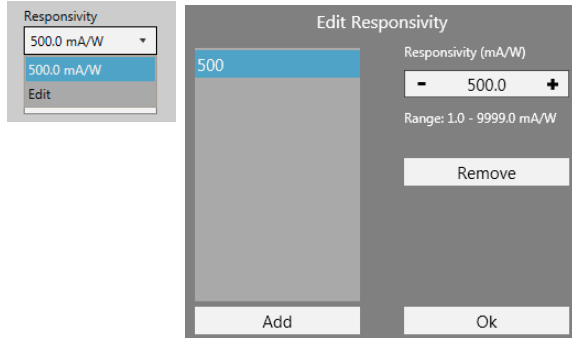 Responsivity
500.0 mA/W
500.0 mA/W
Edit
Edit Responsivity
500
Responsivity (mA/W)
- 500.0 +
Range: 1.0 - 9999.0 mA/W
Remove
Add
Ok